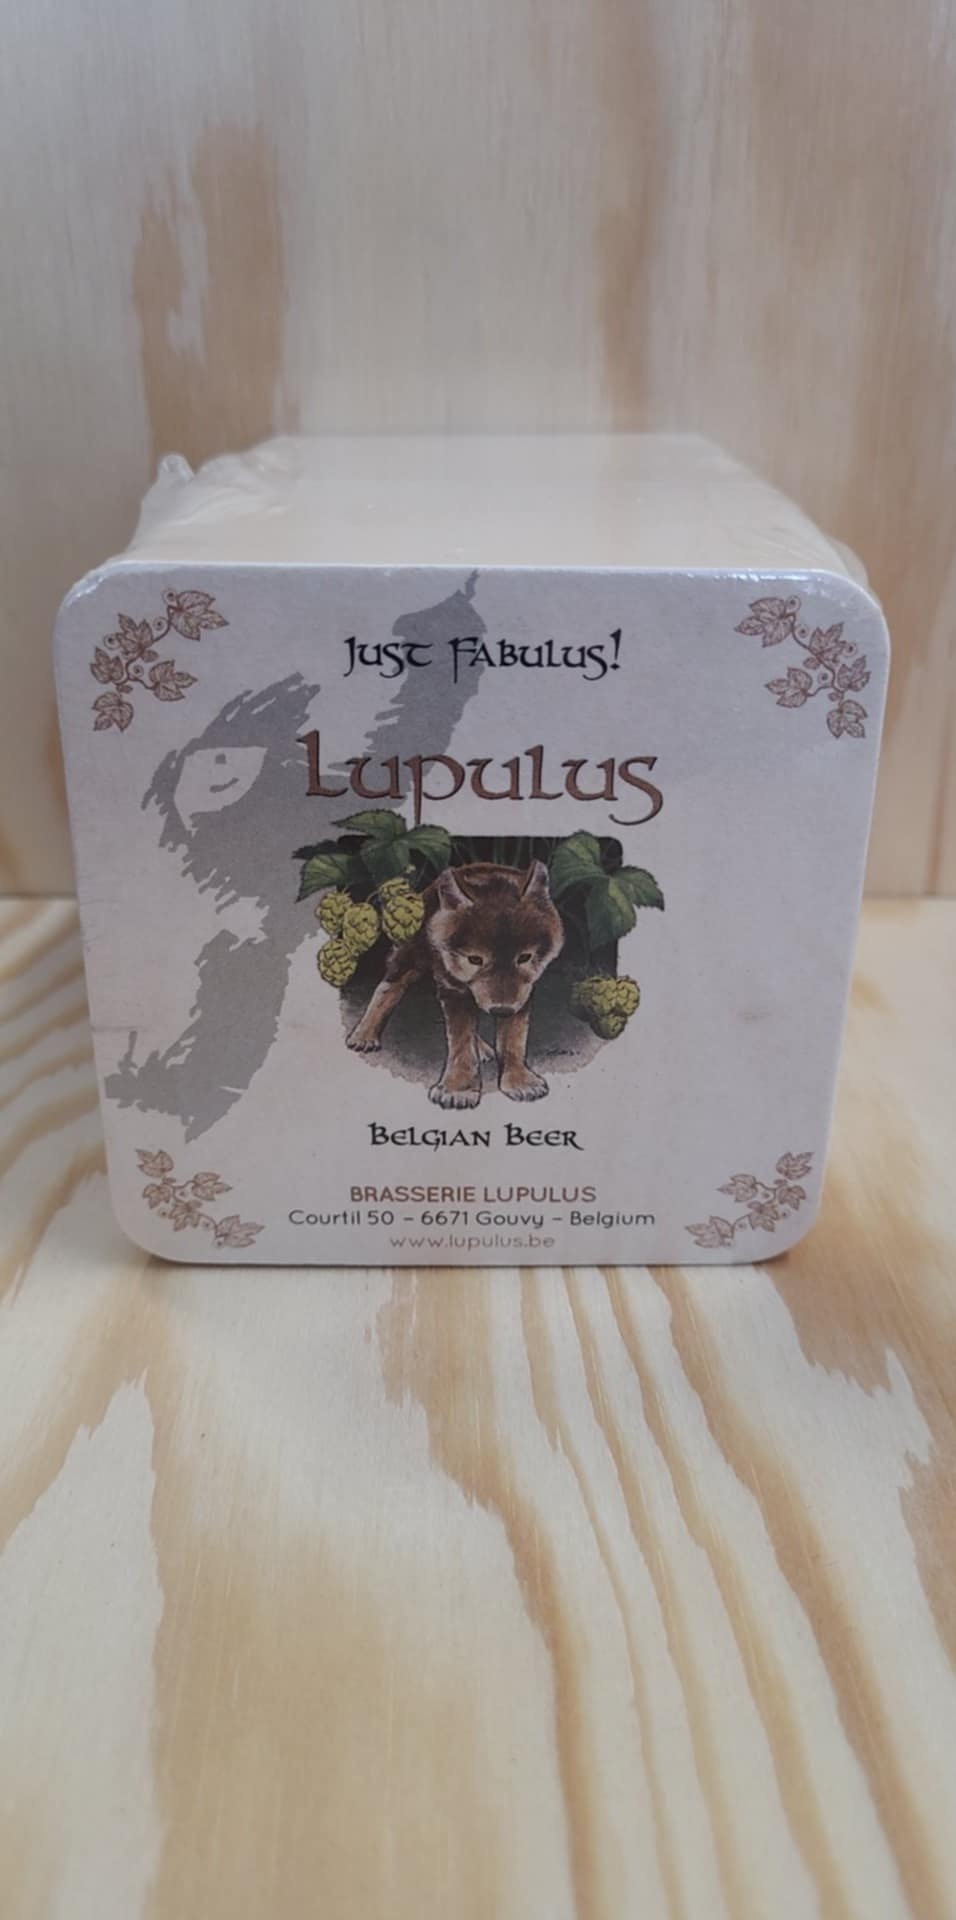 Just Fabulus!
Lupulus
Belgian Beer
BRASSERIE LUPULUS
Courtil 50 – 6671 Gouvy – Belgium
www.lupulus.be